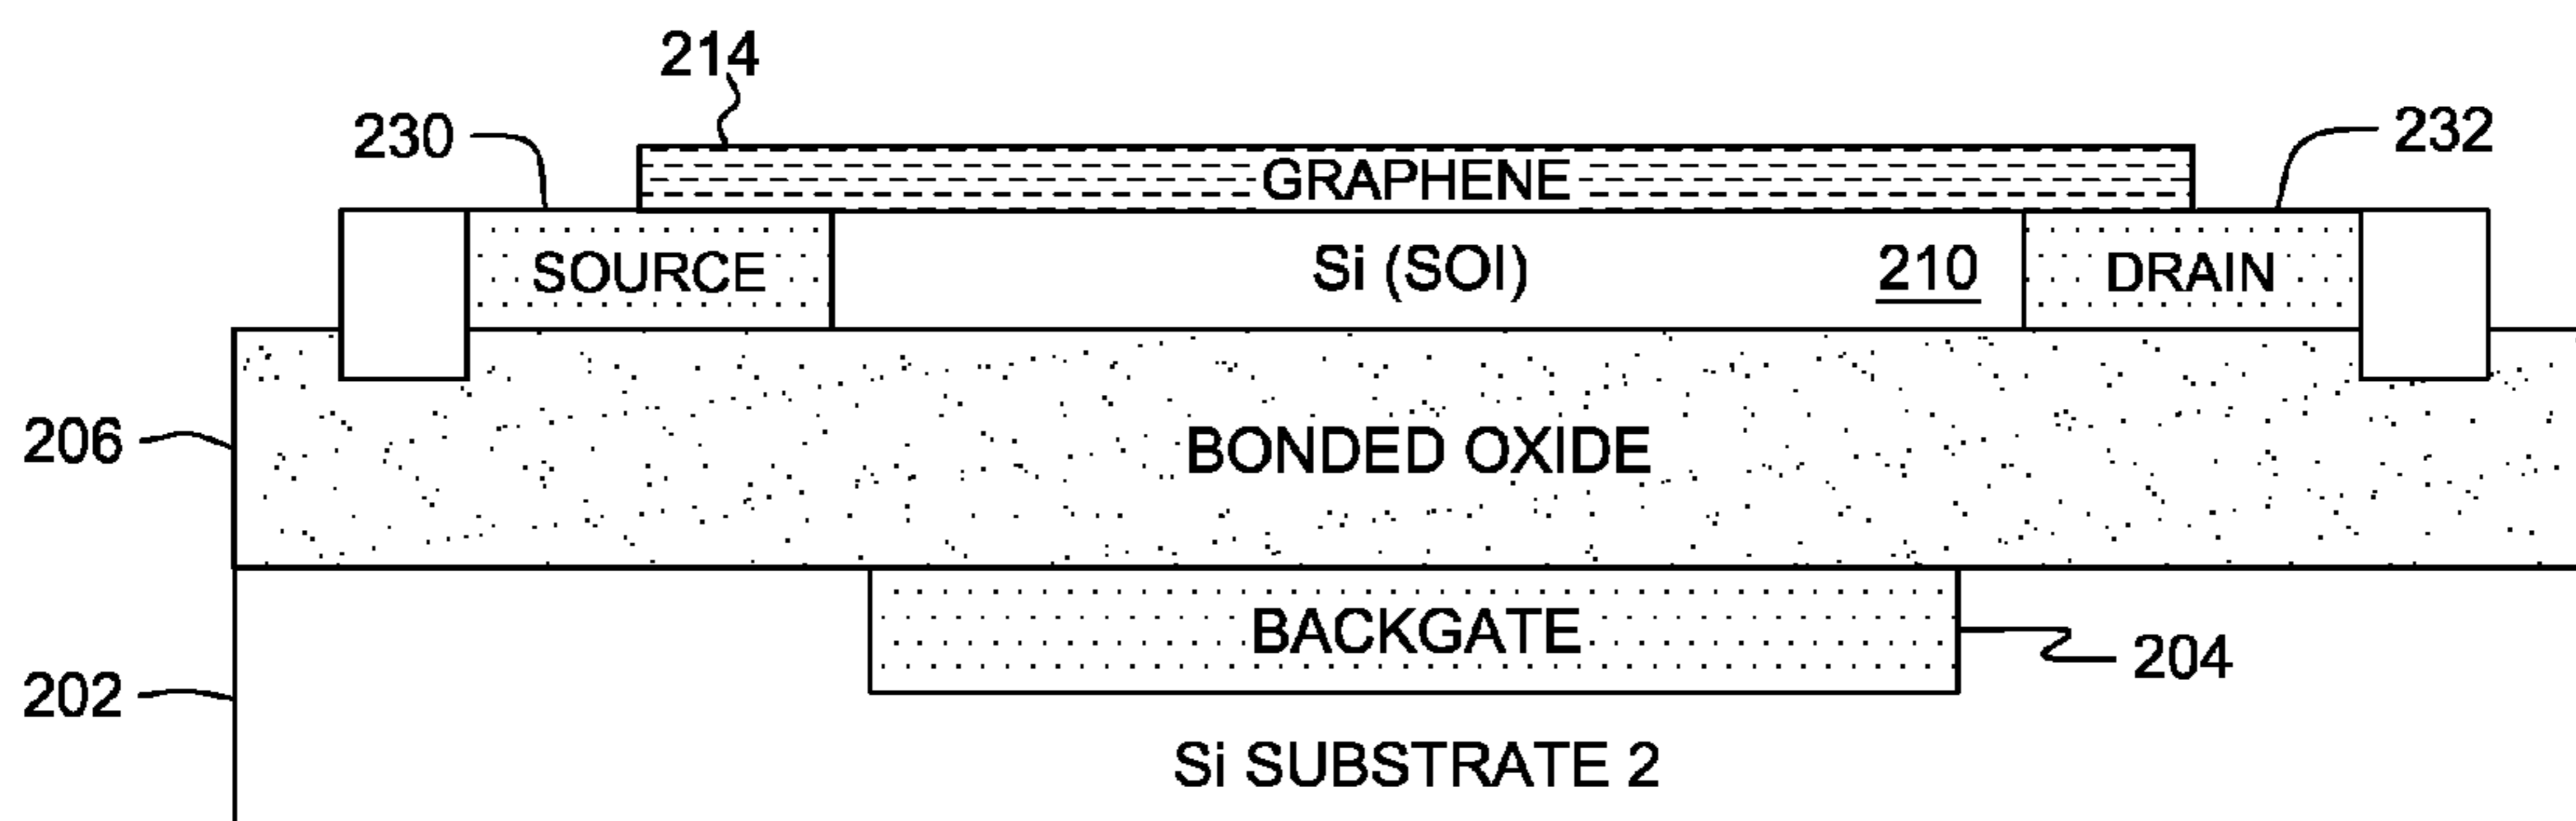 214
230
232
GRAPHENE
SOURCE
Si (SOI)
210
DRAIN
206
BONDED OXIDE
BACKGATE
204
202
Si SUBSTRATE 2